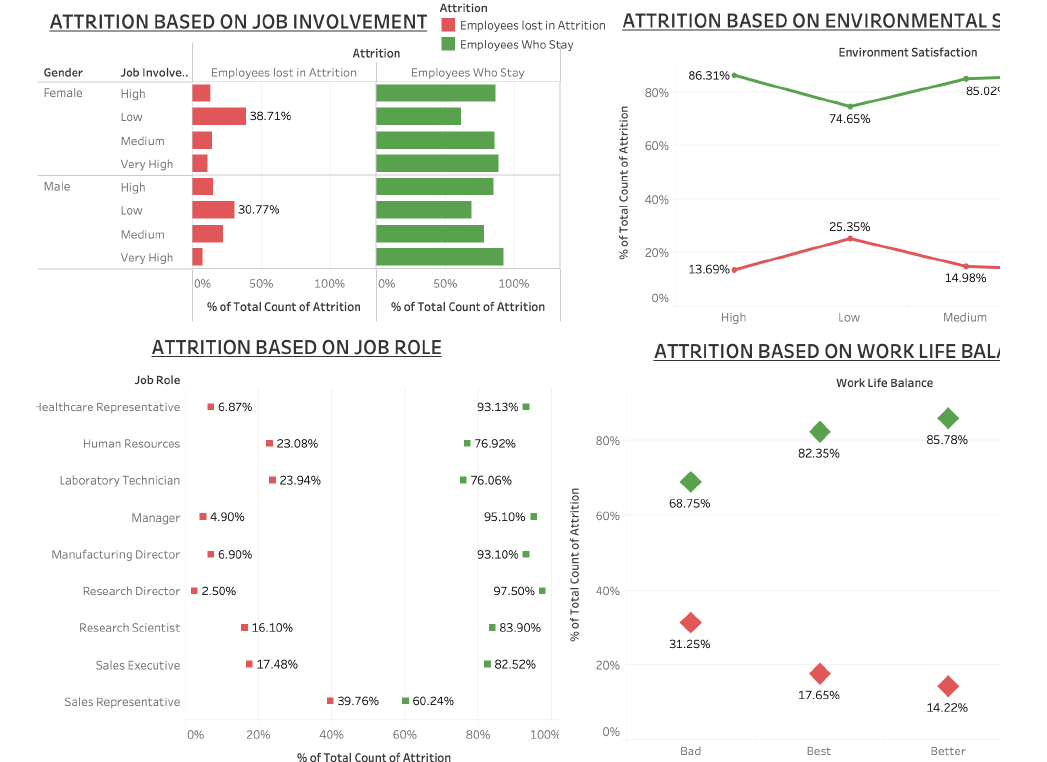 ATTRITION BASED ON JOB INVOLVEMENT
Attrition
Employees lost in Attrition
Employees Who Stay
Attrition
Gender Job Involve.. Employees lost in Attrition Employees Who Stay
Female High
Low 38.71%
Medium
Very High
Male High
Low 30.77%
Medium
Very High
0% 50% 100% 0% 50% 100%
% of Total Count of Attrition % of Total Count of Attrition
ATTRITION BASED ON ENVIRONMENTAL S
Environment Satisfaction
% of Total Count of Attrition
80%
60%
40%
20%
0%
86.31%
74.65%
85.02%
13.69%
25.35%
14.98%
High Low Medium
ATTRITION BASED ON JOB ROLE
Job Role
Healthcare Representative 6.87% 93.13%
Human Resources 23.08% 76.92%
Laboratory Technician 23.94% 76.06%
Manager 4.90% 95.10%
Manufacturing Director 6.90% 93.10%
Research Director 2.50% 97.50%
Research Scientist 16.10% 83.90%
Sales Executive 17.48% 82.52%
Sales Representative 39.76% 60.24%
0% 20% 40% 60% 80% 100%
% of Total Count of Attrition
ATTRITION BASED ON WORK LIFE BALA
Work Life Balance
% of Total Count of Attrition
80%
60%
40%
20%
0%
68.75%
82.35%
85.78%
31.25%
17.65%
14.22%
Bad Best Better